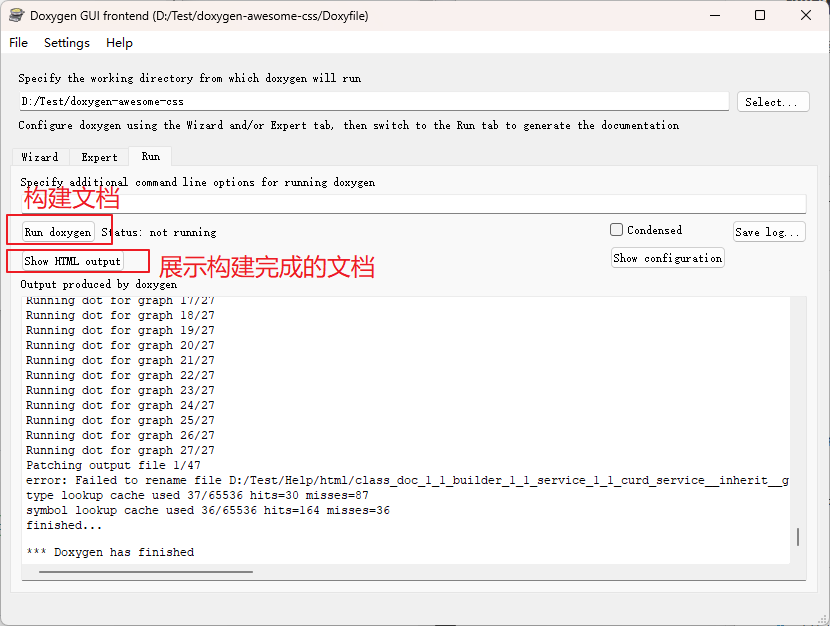 Doxygen GUI frontend (D:/Test/doxygen-awesome-css/Doxyfile)
File Settings Help
Specify the working directory from which doxygen will run
D:/Test/doxygen-awesome-css Select...
Configure doxygen using the Wizard and/or Expert tab, then switch to the Run tab to generate the documentation
Wizard Expert Run
Specify additional command line options for running doxygen
构建文档
Run doxygen Status: not running Condensed Save log...
Show HTML output 展示构建完成的文档 Show configuration
Output produced by doxygen
Running dot for graph 17/27
Running dot for graph 18/27
Running dot for graph 19/27
Running dot for graph 20/27
Running dot for graph 21/27
Running dot for graph 22/27
Running dot for graph 23/27
Running dot for graph 24/27
Running dot for graph 25/27
Running dot for graph 26/27
Running dot for graph 27/27
Patching output file 1/47
error: Failed to rename file D:/Test/Help/html/class_doc_1_1_builder_1_1_service_1_1_curd_service__inherit__g
type lookup cache used 37/65536 hits=30 misses=87
symbol lookup cache used 36/65536 hits=164 misses=36
finished...
*** Doxygen has finished